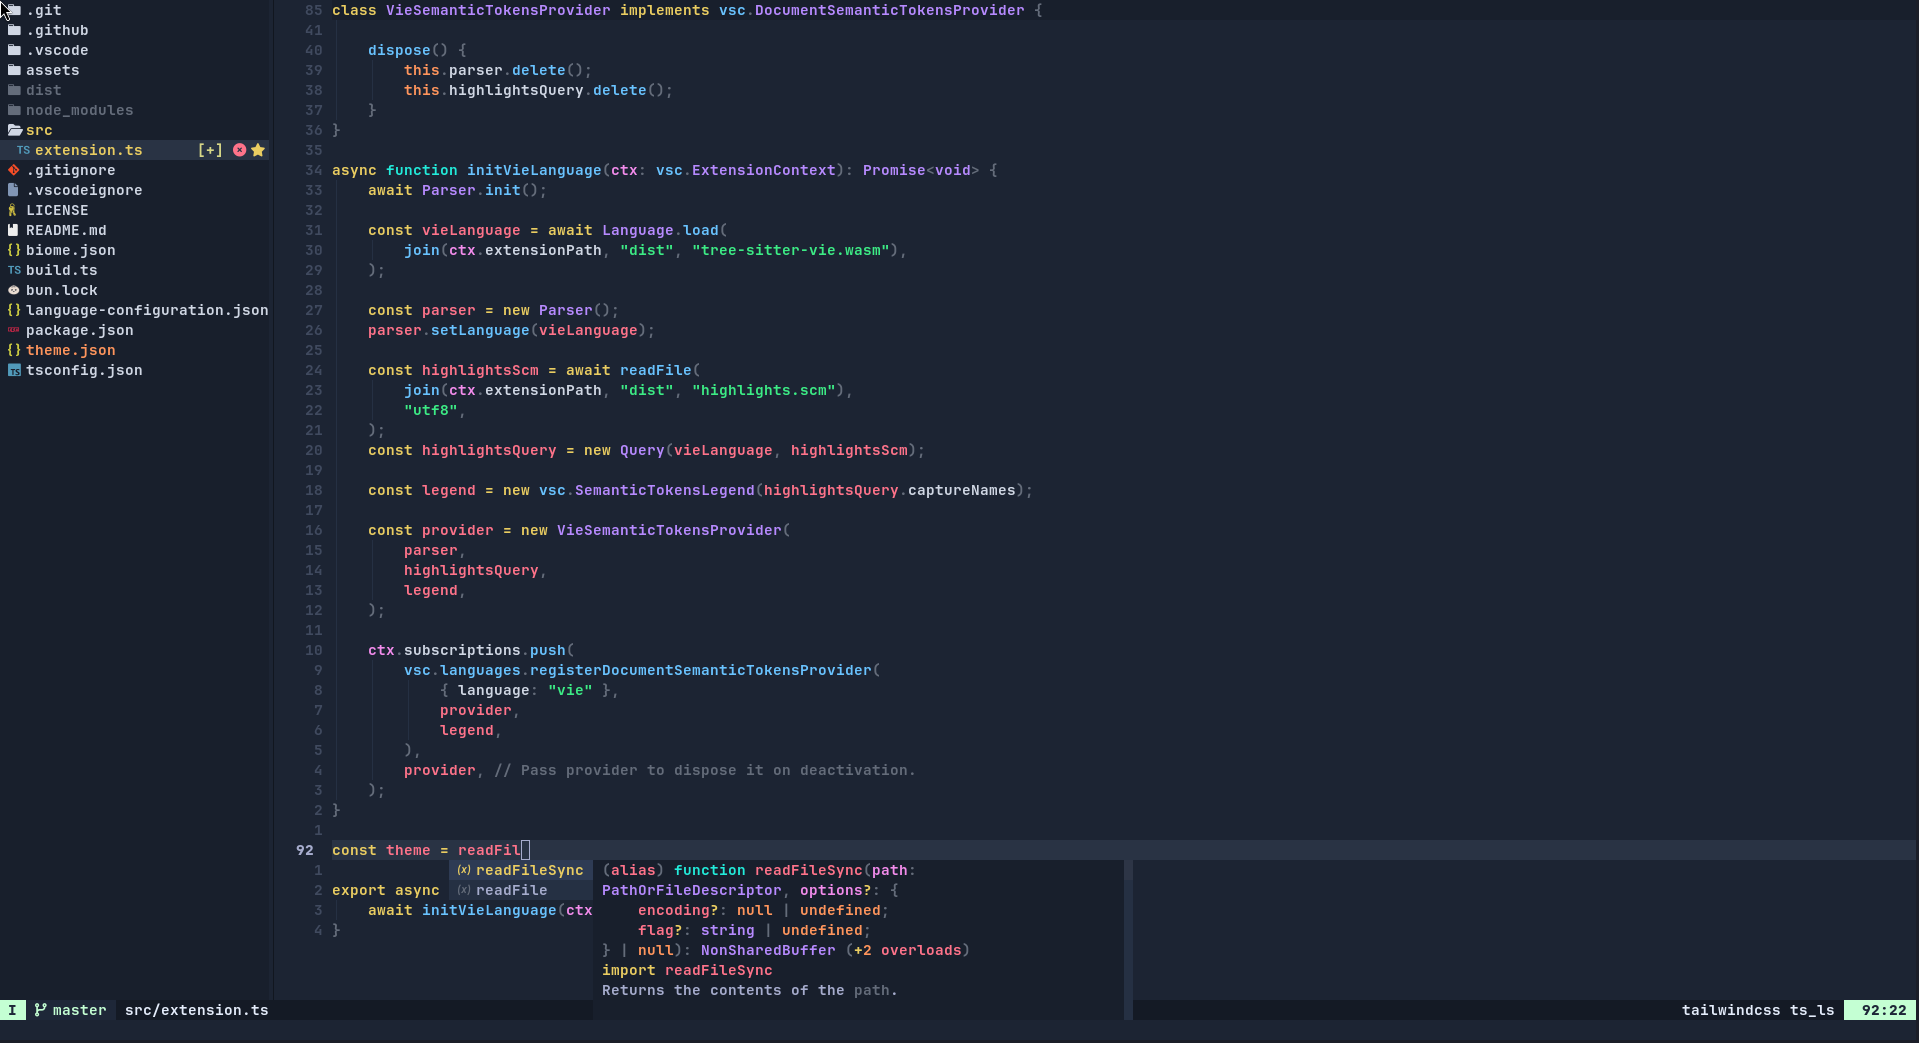 .git
.github
.vscode
assets
dist
node_modules
src
TS extension.ts [+]
.gitignore
.vscodeignore
LICENSE
README.md
{} biome.json
TS build.ts
bun.lock
{} language-configuration.json
package.json
{} theme.json
TS tsconfig.json
85 class VieSemanticTokensProvider implements vsc.DocumentSemanticTokensProvider {
41
40     dispose() {
39         this.parser.delete();
38         this.highlightsQuery.delete();
37     }
36 }
35
34 async function initVieLanguage(ctx: vsc.ExtensionContext): Promise<void> {
33     await Parser.init();
32
31     const vieLanguage = await Language.load(
30         join(ctx.extensionPath, "dist", "tree-sitter-vie.wasm"),
29     );
28
27     const parser = new Parser();
26     parser.setLanguage(vieLanguage);
25
24     const highlightsScm = await readFile(
23         join(ctx.extensionPath, "dist", "highlights.scm"),
22         "utf8",
21     );
20     const highlightsQuery = new Query(vieLanguage, highlightsScm);
19
18     const legend = new vsc.SemanticTokensLegend(highlightsQuery.captureNames);
17
16     const provider = new VieSemanticTokensProvider(
15         parser,
14         highlightsQuery,
13         legend,
12     );
11
10     ctx.subscriptions.push(
9         vsc.languages.registerDocumentSemanticTokensProvider(
8             { language: "vie" },
7             provider,
6             legend,
5         ),
4         provider, // Pass provider to dispose it on deactivation.
3     );
2 }
1
92 const theme = readFil
1
2 export async
3     await initVieLanguage(ctx
4 }
(x) readFileSync
(x) readFile
(alias) function readFileSync(path:
PathOrFileDescriptor, options?: {
    encoding?: null | undefined;
    flag?: string | undefined;
} | null): NonSharedBuffer (+2 overloads)
import readFileSync
Returns the contents of the path.
I master src/extension.ts tailwindcss ts_ls 92:22